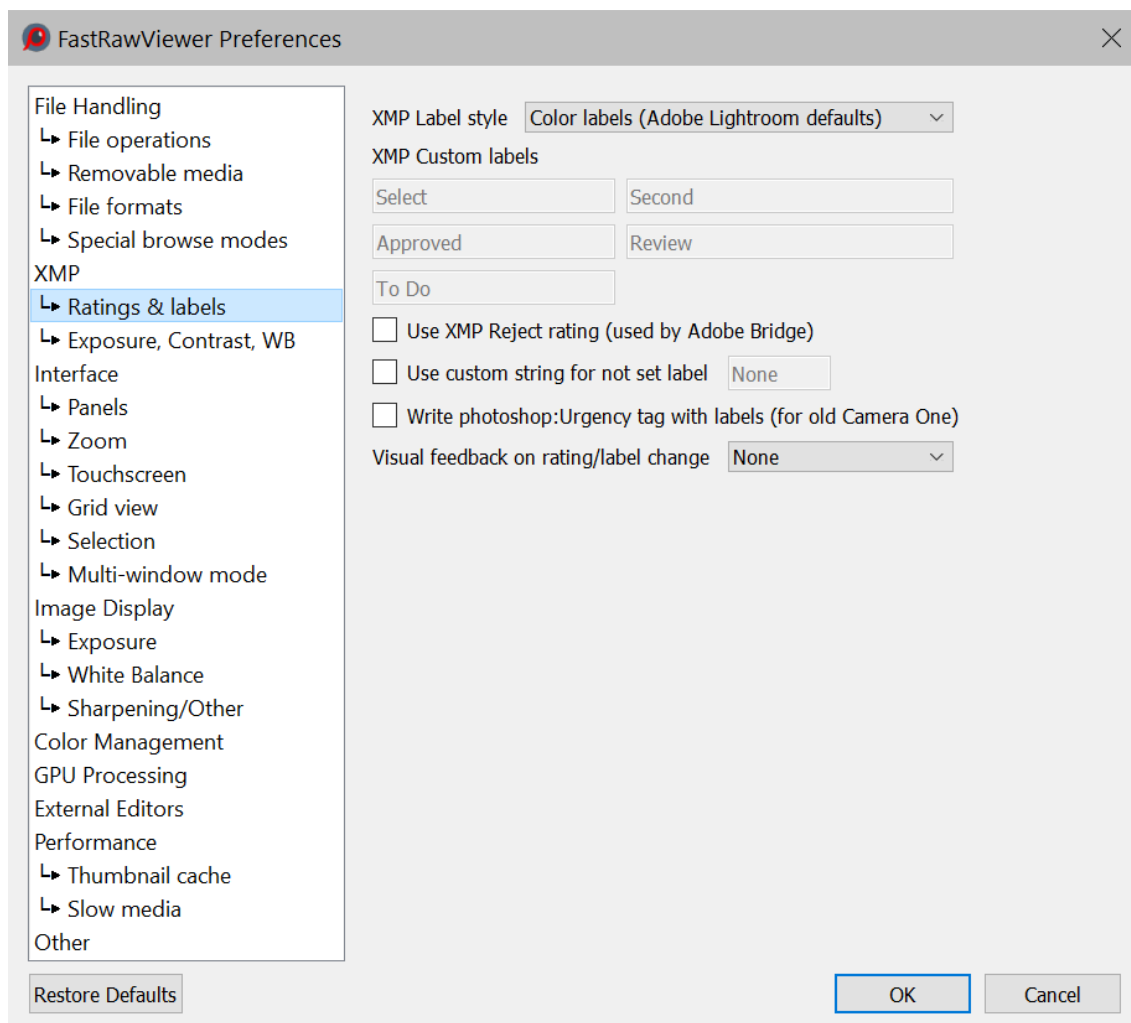 FastRawViewer Preferences
File Handling
File operations
Removable media
File formats
Special browse modes
XMP
Ratings & labels
Exposure, Contrast, WB
Interface
Panels
Zoom
Touchscreen
Grid view
Selection
Multi-window mode
Image Display
Exposure
White Balance
Sharpening/Other
Color Management
GPU Processing
External Editors
Performance
Thumbnail cache
Slow media
Other
XMP Label style Color labels (Adobe Lightroom defaults)
XMP Custom labels
Select Second
Approved Review
To Do
Use XMP Reject rating (used by Adobe Bridge)
Use custom string for not set label None
Write photoshop:Urgency tag with labels (for old Camera One)
Visual feedback on rating/label change None
Restore Defaults OK Cancel